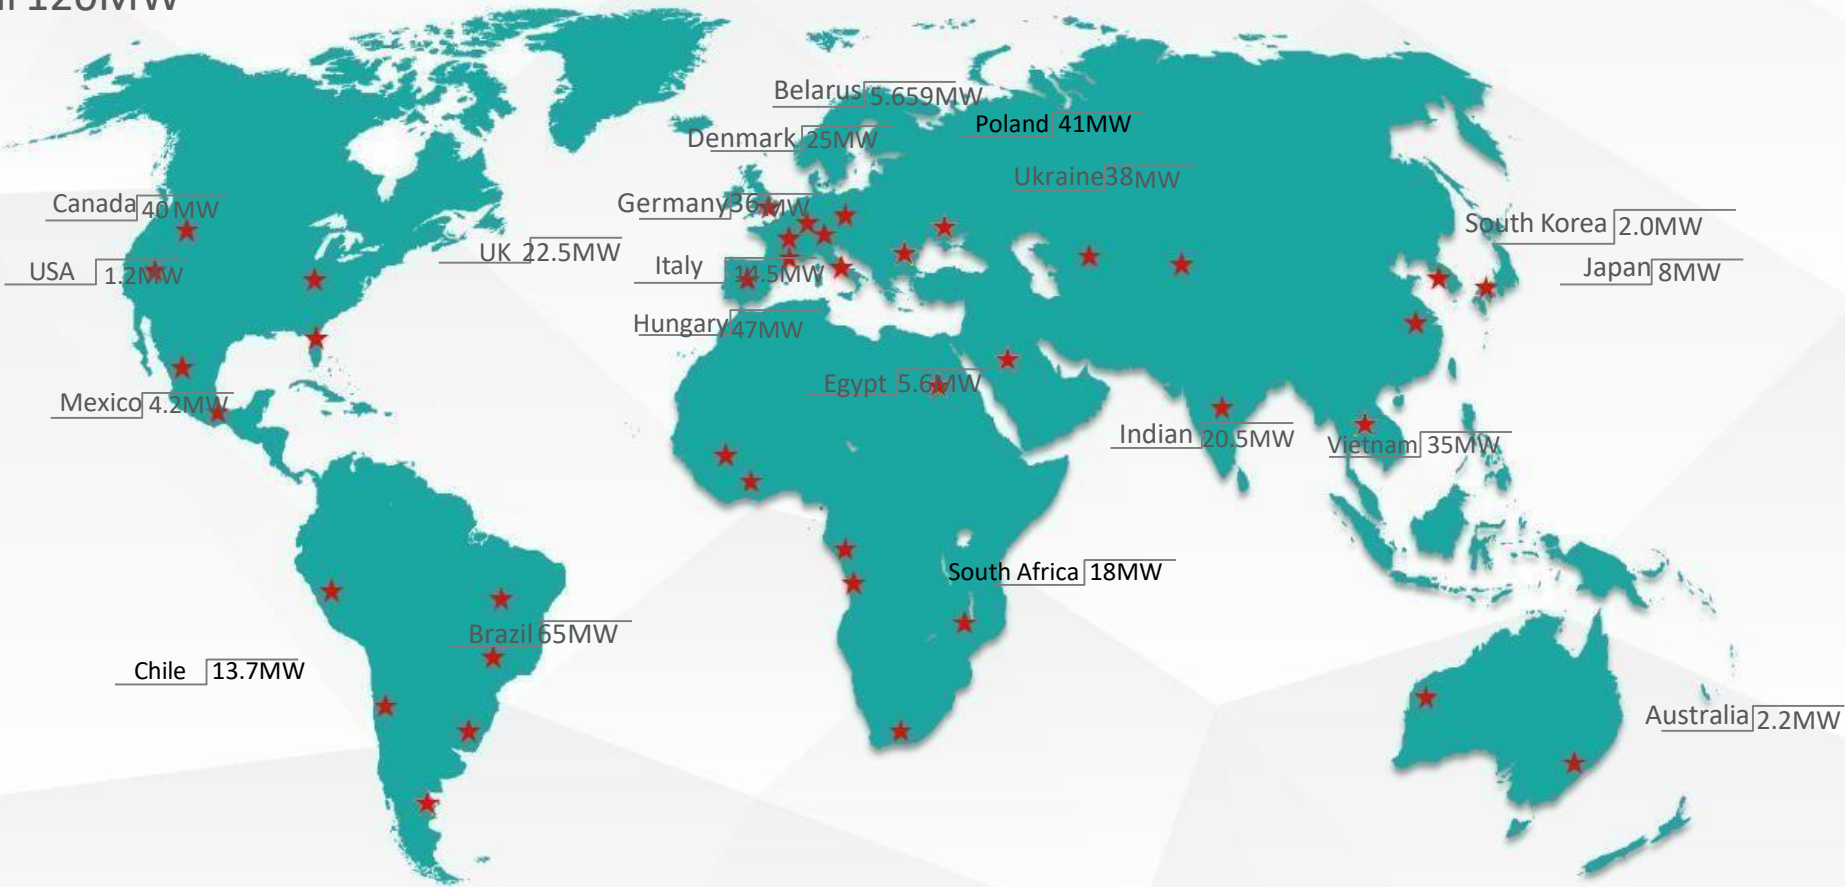 120MW
Belarus 5.659MW
Poland 41MW
Denmark 25MW
Ukraine38MW
Canada 40 MW
Germany36 MW
South Korea 2.0MW
UK 22.5MW
Italy 14.5MW
USA 1.2MW
Japan 8MW
Hungary 47MW
Egypt 5.6MW
Mexico 4.2MW
Indian 20.5MW
Vietnam 35MW
South Africa 18MW
Brazil 65MW
Chile 13.7MW
Australia 2.2MW